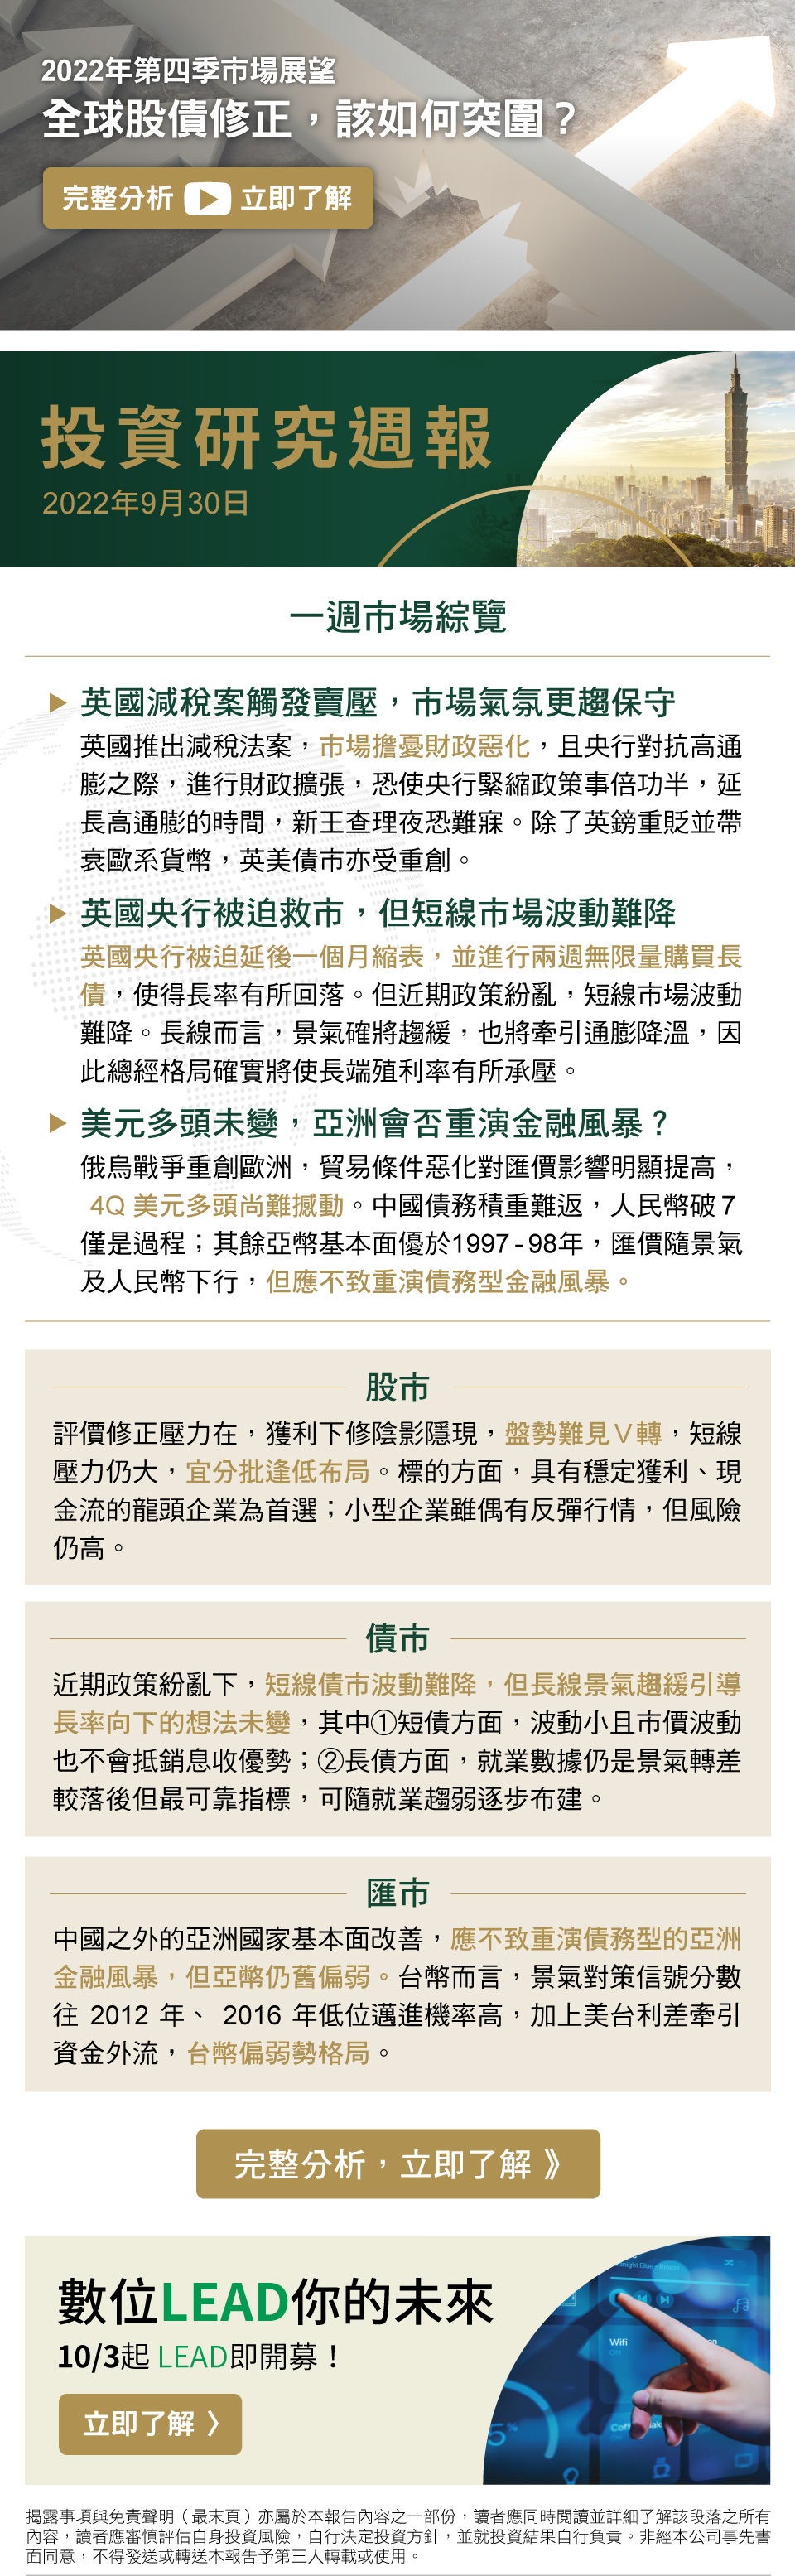 2022年第四季市場展望
全球股債修正，該如何突圍？
完整分析 立即了解
投資研究週報
2022年9月30日
一週市場綜覽
英國減稅案觸發賣壓，市場氣氛更趨保守
英國推出減稅法案，市場擔憂財政惡化，且央行對抗高通
膨之際，進行財政擴張，恐使央行緊縮政策事倍功半，延
長高通膨的時間，新王查理夜恐難寐。除了英鎊重貶並帶
衰歐系貨幣，英美債市亦受重創。
英國央行被迫救市，但短線市場波動難降
英國央行被迫延後一個月縮表，並進行兩週無限量購買長
債，使得長率有所回落。但近期政策紛亂，短線市場波動
難降。長線而言，景氣確將趨緩，也將牽引通膨降溫，因
此總經格局確實將使長端殖利率有所承壓。
美元多頭未變，亞洲會否重演金融風暴？
俄烏戰爭重創歐洲，貿易條件惡化對匯價影響明顯提高，
4Q 美元多頭尚難撼動。中國債務積重難返，人民幣破7
僅是過程；其餘亞幣基本面優於1997-98年，匯價隨景氣
及人民幣下行，但應不致重演債務型金融風暴。
股市
評價修正壓力在，獲利下修陰影隱現，盤勢難見V轉，短線
壓力仍大，宜分批逢低布局。標的方面，具有穩定獲利、現
金流的龍頭企業為首選；小型企業雖偶有反彈行情，但風險
仍高。
債市
近期政策紛亂下，短線債市波動難降，但長線景氣趨緩引導
長率向下的想法未變，其中①短債方面，波動小且市價波動
也不會抵銷息收優勢；②長債方面，就業數據仍是景氣轉差
較落後但最可靠指標，可隨就業趨弱逐步布建。
匯市
中國之外的亞洲國家基本面改善，應不致重演債務型的亞洲
金融風暴，但亞幣仍舊偏弱。台幣而言，景氣對策信號分數
往 2012 年、 2016 年低位邁進機率高，加上美台利差牽引
資金外流，台幣偏弱勢格局。
完整分析，立即了解 》
數位LEAD你的未來
10/3起 LEAD即開募！
立即了解 〉
Wifi
ON
揭露事項與免責聲明（最末頁）亦屬於本報告內容之一部份，讀者應同時閱讀並詳細了解該段落之所有
內容，讀者應審慎評估自身投資風險，自行決定投資方針，並就投資結果自行負責。非經本公司事先書
面同意，不得發送或轉送本報告予第三人轉載或使用。